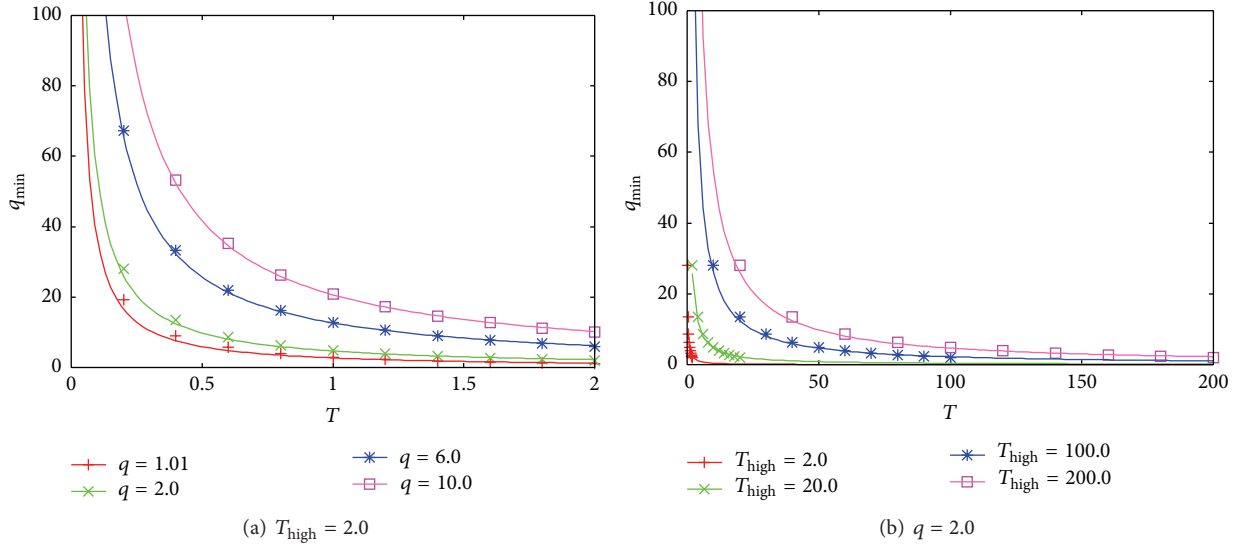 100
80
60
40
20
0
q_min
0
0.5
1
1.5
2
T
q = 1.01
q = 2.0
q = 6.0
q = 10.0
(a) T_high = 2.0
100
80
60
40
20
0
q_min
0
50
100
150
200
T
T_high = 2.0
T_high = 20.0
T_high = 100.0
T_high = 200.0
(b) q = 2.0